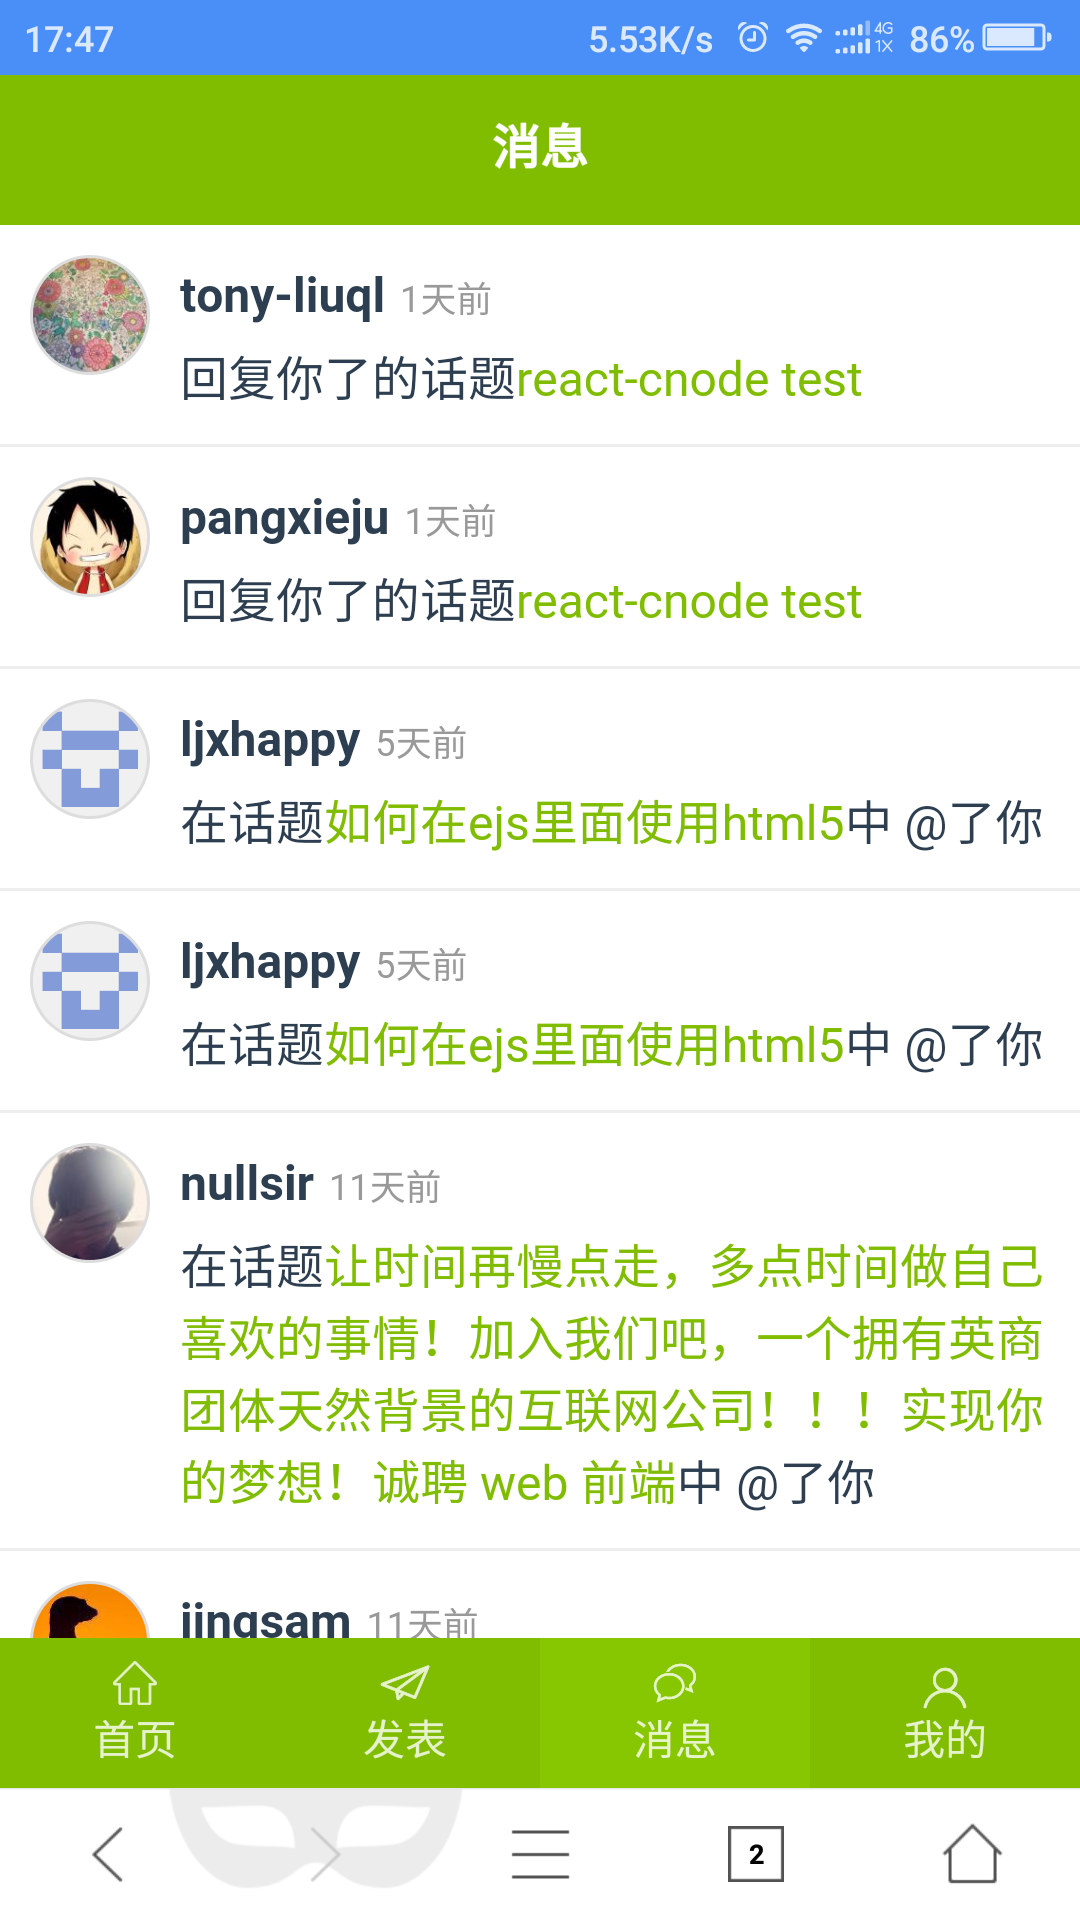 17:47 5.53K/s 4G 1X 86%
消息
tony-liuql 1天前
回复你了的话题react-cnode test
pangxieju 1天前
回复你了的话题react-cnode test
ljxhappy 5天前
在话题如何在ejs里面使用html5中 @了你
ljxhappy 5天前
在话题如何在ejs里面使用html5中 @了你
nullsir 11天前
在话题让时间再慢点走，多点时间做自己
喜欢的事情！加入我们吧，一个拥有英商
团体天然背景的互联网公司！！！实现你
的梦想！诚聘 web 前端中 @了你
jingsam 11天前
首页 发表 消息 我的
2